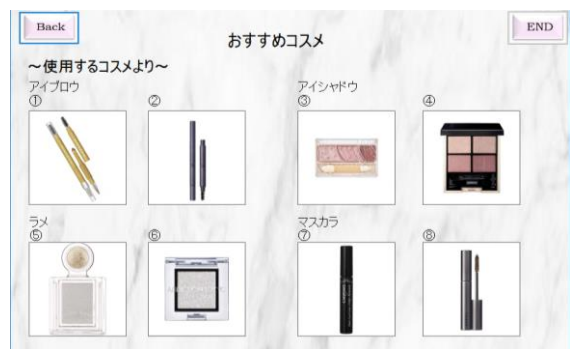 Back
END
おすすめコスメ
～使用するコスメより～
アイブロウ
アイシャドウ
① ② ③ ④
ラメ
マスカラ
⑤ ⑥ ⑦ ⑧